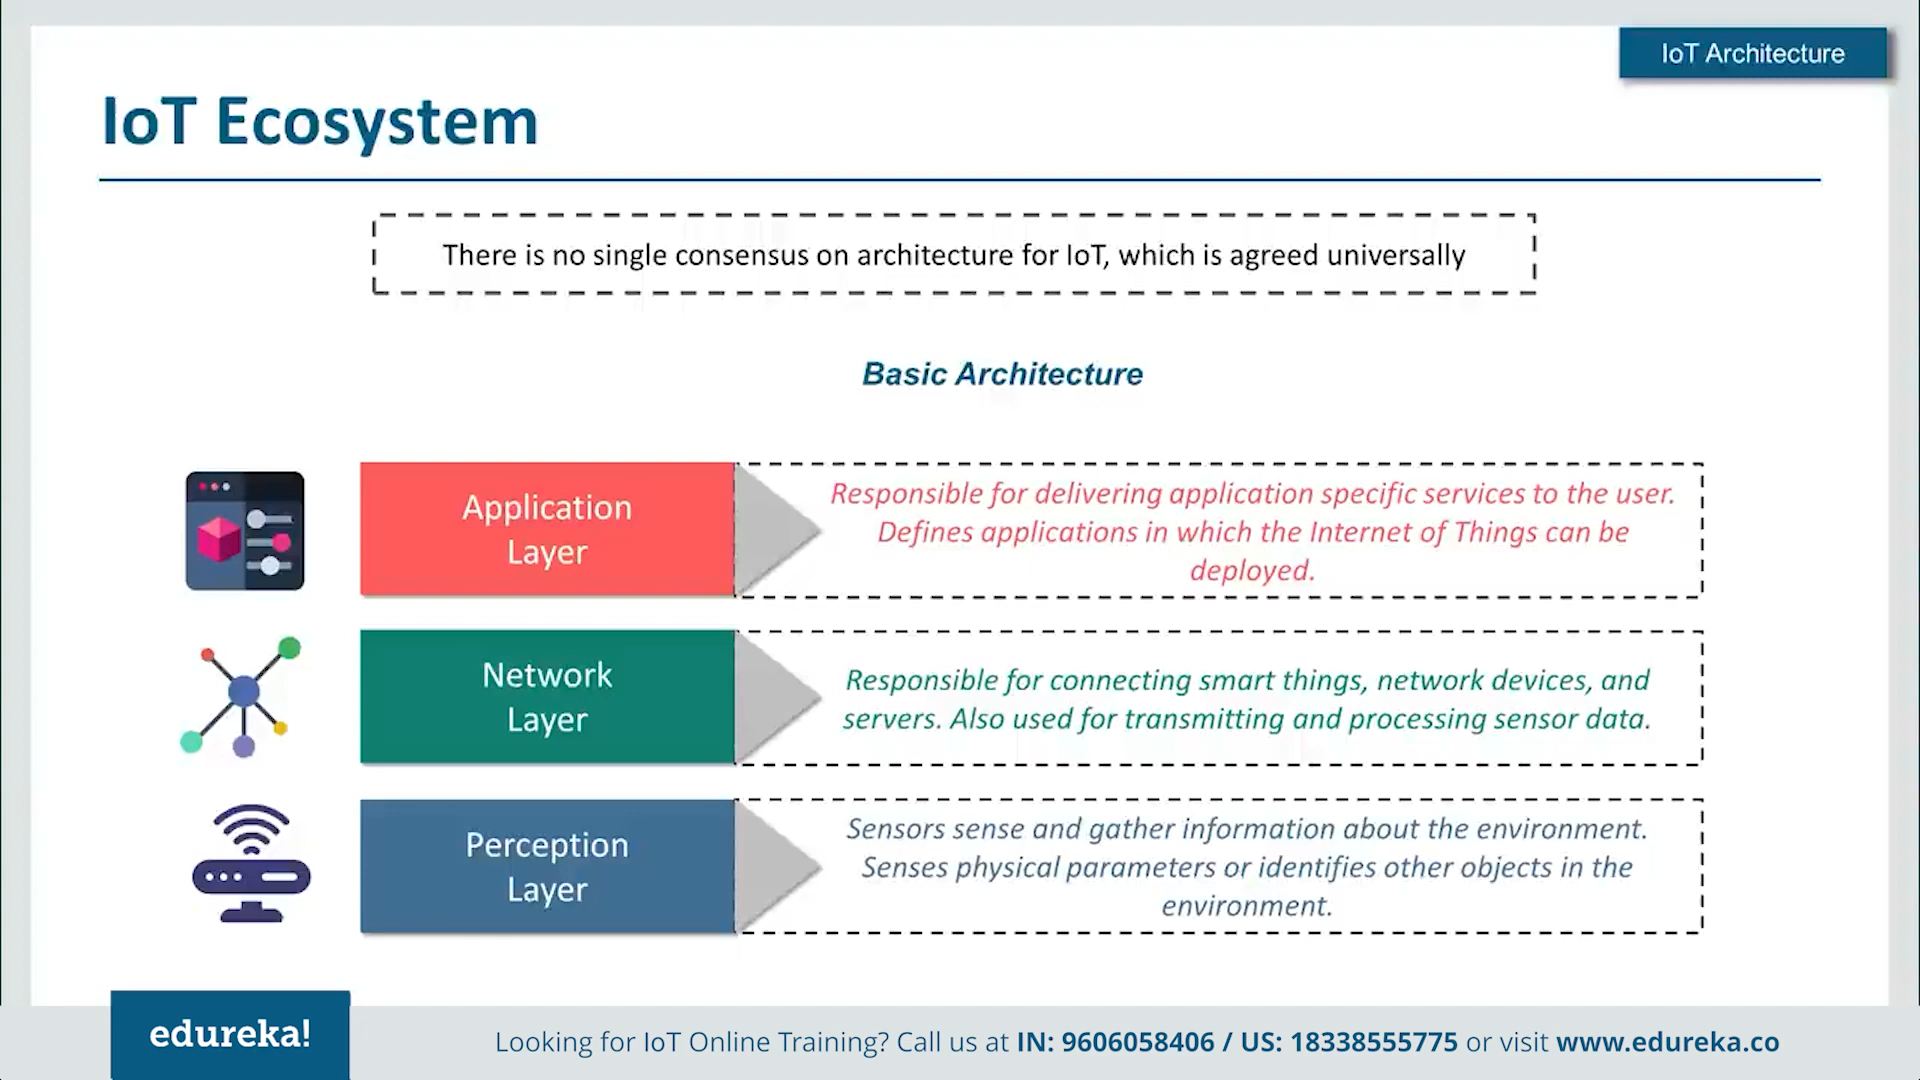 IoT Architecture
IoT Ecosystem
There is no single consensus on architecture for IoT, which is agreed universally
Basic Architecture
Application
Layer
Responsible for delivering application specific services to the user.
Defines applications in which the Internet of Things can be
deployed.
Network
Layer
Responsible for connecting smart things, network devices, and
servers. Also used for transmitting and processing sensor data.
Perception
Layer
Sensors sense and gather information about the environment.
Senses physical parameters or identifies other objects in the
environment.
edureka!
Looking for IoT Online Training? Call us at IN: 9606058406 / US: 18338555775 or visit www.edureka.co